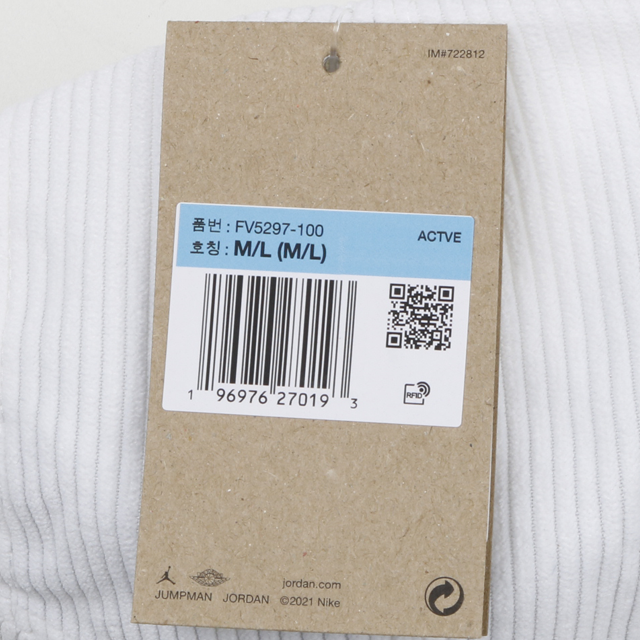 IM#722812
품번 : FV5297-100
호칭 : M/L (M/L)
ACTVE
1 96976 27019 3
RFID
jordan.com
JUMPMAN JORDAN ©2021 Nike